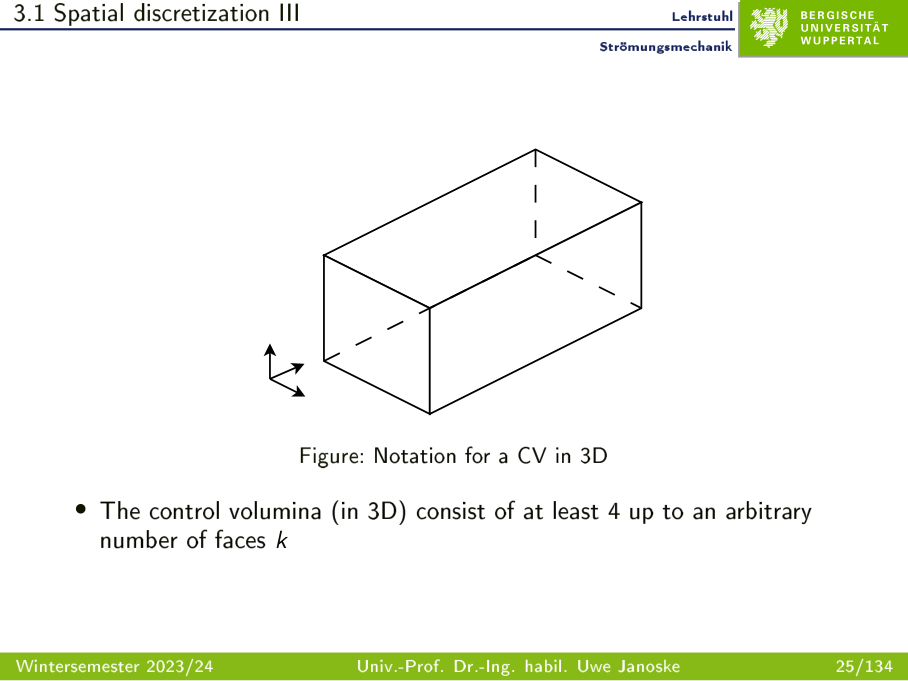 3.1 Spatial discretization III
Lehrstuhl
Strömungsmechanik
BERGISCHE
UNIVERSITÄT
WUPPERTAL
Figure: Notation for a CV in 3D
• The control volumina (in 3D) consist of at least 4 up to an arbitrary
number of faces k
Wintersemester 2023/24
Univ.-Prof. Dr.-Ing. habil. Uwe Janoske
25/134